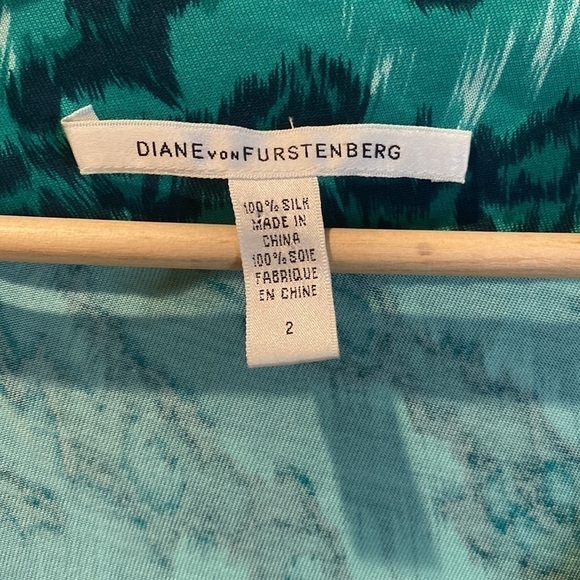 DIANE VON FURSTENBERG
100% SILK
MADE IN
CHINA
100% SOIE
FABRIQUE
EN CHINE
2